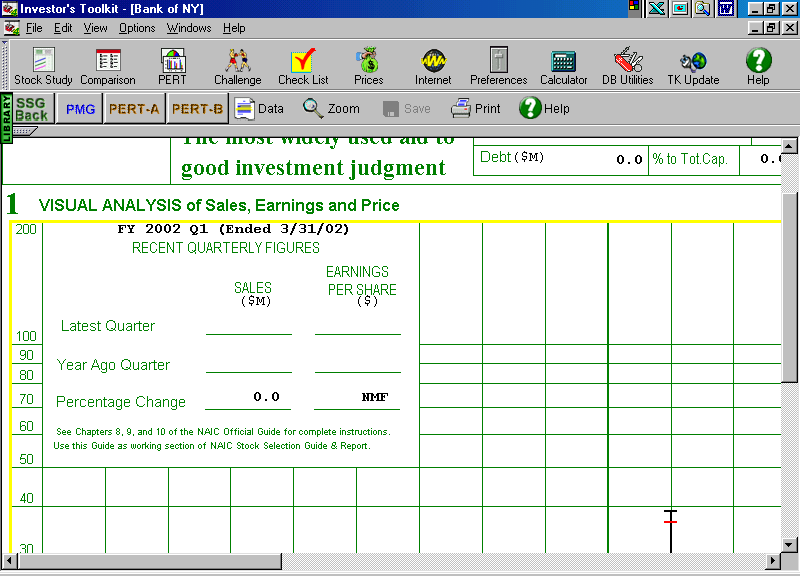 Investor's Toolkit - [Bank of NY]
File Edit View Options Windows Help
Stock Study Comparison PERT Challenge Check List Prices Internet Preferences Calculator DB Utilities TK Update Help
LIBRARY
SSG Back PMG PERT-A PERT-B Data Zoom Save Print Help
The most widely used aid to
good investment judgment
Debt ($M) 0.0 % to Tot.Cap. 0.
1 VISUAL ANALYSIS of Sales, Earnings and Price
200 FY 2002 Q1 (Ended 3/31/02)
RECENT QUARTERLY FIGURES
SALES
($M)
EARNINGS
PER SHARE
($)
Latest Quarter
100
90
Year Ago Quarter
80
70
Percentage Change 0.0 NMF
60
See Chapters 8, 9, and 10 of the NAIC Official Guide for complete instructions.
Use this Guide as working section of NAIC Stock Selection Guide & Report.
50
40
30